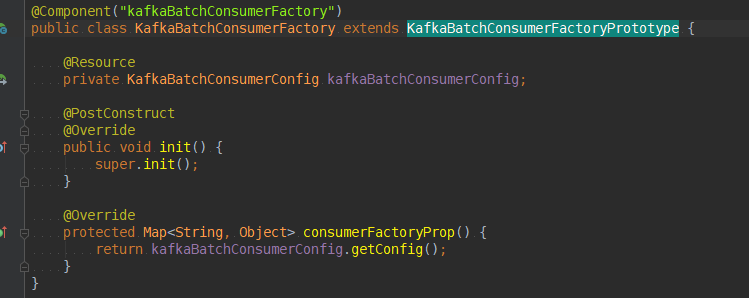 @Component("kafkaBatchConsumerFactory")
public class KafkaBatchConsumerFactory extends KafkaBatchConsumerFactoryPrototype {
@Resource
private KafkaBatchConsumerConfig kafkaBatchConsumerConfig;
@PostConstruct
@Override
public void init() {
super.init();
}
@Override
protected Map<String, Object> consumerFactoryProp() {
return kafkaBatchConsumerConfig.getConfig();
}
}